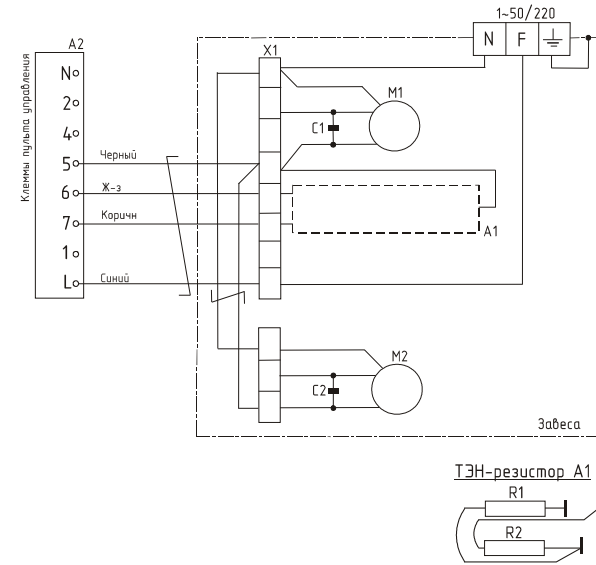 1~50/220
A2
X1
N
F
Клеммы пульта управления
N
2
4
5
6
7
1
L
Черный
Ж-з
Коричн
Синий
M1
C1
A1
M2
C2
Завеса
ТЭН-резистор А1
R1
R2